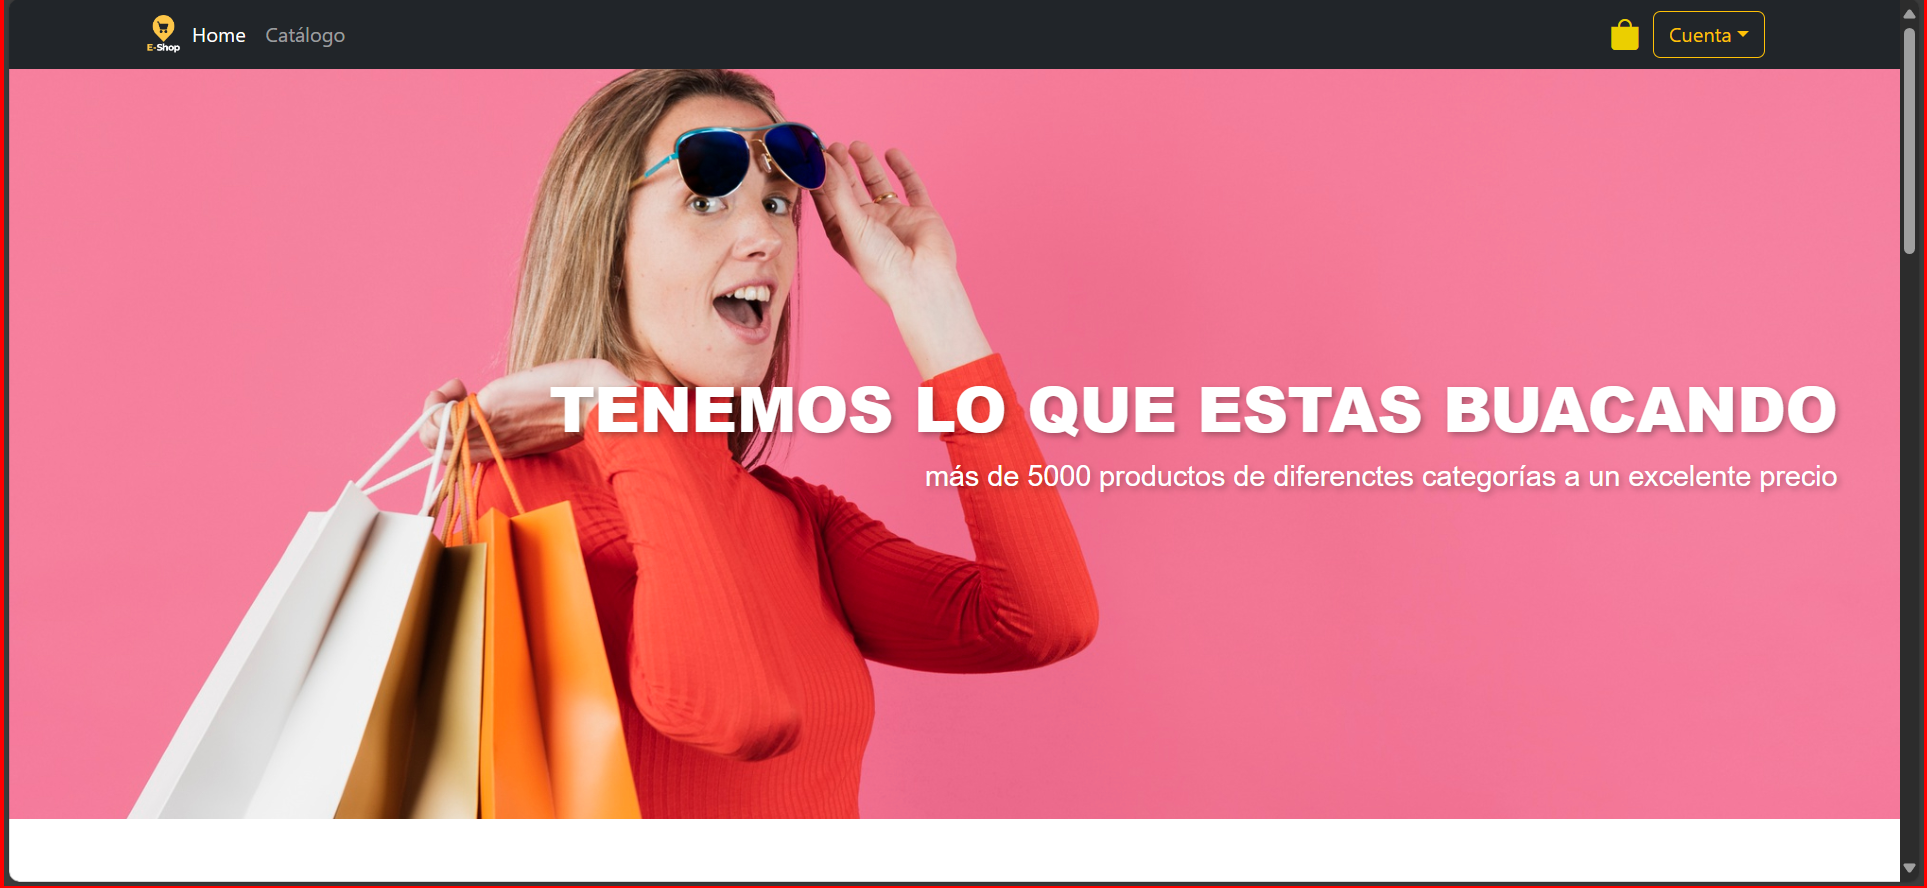 E-Shop
Home
Catálogo
Cuenta
TENEMOS LO QUE ESTAS BUACANDO
más de 5000 productos de diferenctes categorías a un excelente precio